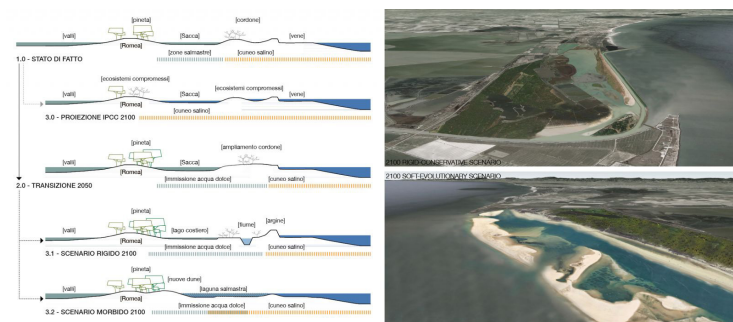 [pineta] [cordone]
[valli] [Sacca] [vene]
[Romea] [zone salmastre] [cuneo salino]
1.0 - STATO DI FATTO
[ecosistemi compromessi] [ecosistemi compromessi]
[valli] [vene]
[Romea] [cuneo salino]
3.0 - PROIEZIONE IPCC 2100
[pineta] [ampliamento cordone]
[valli] [Sacca]
[Romea] [immissione acqua dolce] [cuneo salino]
2.0 - TRANSIZIONE 2050
[pineta] [fiume] [argine]
[valli] [lago costiero]
[Romea] [immissione acqua dolce] [cuneo salino]
3.1 - SCENARIO RIGIDO 2100
[pineta] [nuove dune]
[valli] [laguna salmastra]
[Romea] [immissione acqua dolce] [cuneo salino]
3.2 - SCENARIO MORBIDO 2100
2100 RIGID-CONSERVATIVE SCENARIO
2100 SOFT-EVOLUTIONARY SCENARIO